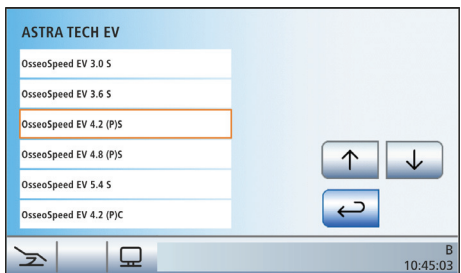 ASTRA TECH EV
OsseoSpeed EV 3.0 S
OsseoSpeed EV 3.6 S
OsseoSpeed EV 4.2 (P)S
OsseoSpeed EV 4.8 (P)S
OsseoSpeed EV 5.4 S
OsseoSpeed EV 4.2 (P)C
B
10:45:03